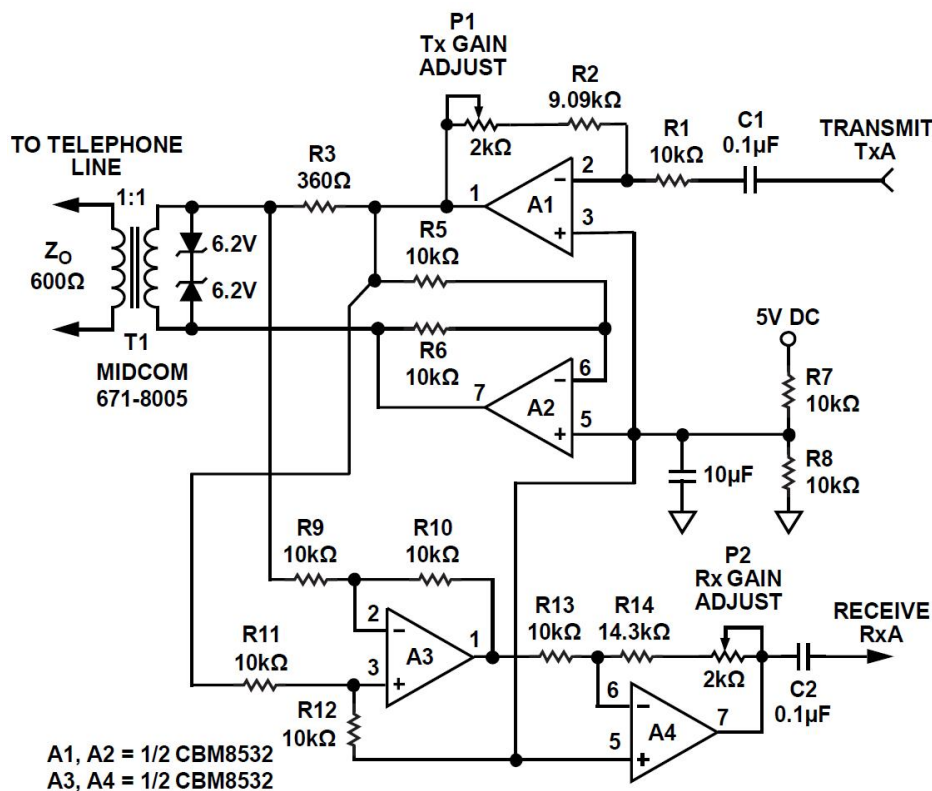 P1
Tx GAIN
ADJUST
2kΩ
R2
9.09kΩ
R1
10kΩ
C1
0.1µF
TRANSMIT
TxA
TO TELEPHONE
LINE
1:1
ZO
600Ω
6.2V
6.2V
T1
MIDCOM
671-8005
R3
360Ω
1
A1
2
3
R5
10kΩ
R6
10kΩ
7
A2
6
5
5V DC
R7
10kΩ
R8
10kΩ
10µF
R9
10kΩ
R10
10kΩ
R11
10kΩ
R12
10kΩ
2
3
A3
1
R13
10kΩ
R14
14.3kΩ
P2
Rx GAIN
ADJUST
2kΩ
6
5
A4
7
RECEIVE
RxA
C2
0.1µF
A1, A2 = 1/2 CBM8532
A3, A4 = 1/2 CBM8532